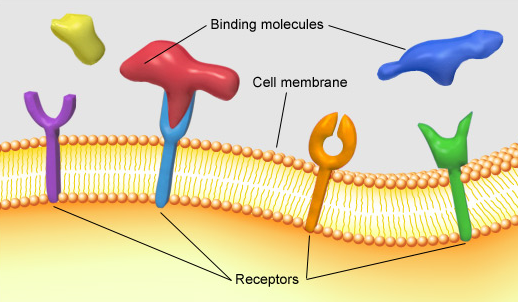 Binding molecules
Cell membrane
Receptors